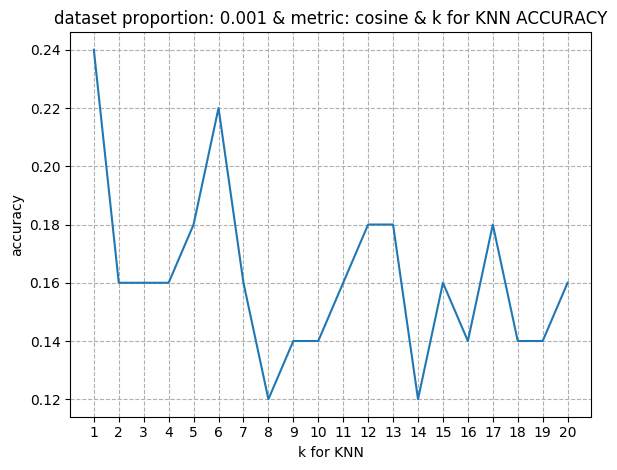 dataset proportion: 0.001 & metric: cosine & k for KNN ACCURACY
0.24
0.22
0.20
0.18
0.16
0.14
0.12
accuracy
1 2 3 4 5 6 7 8 9 10 11 12 13 14 15 16 17 18 19 20
k for KNN